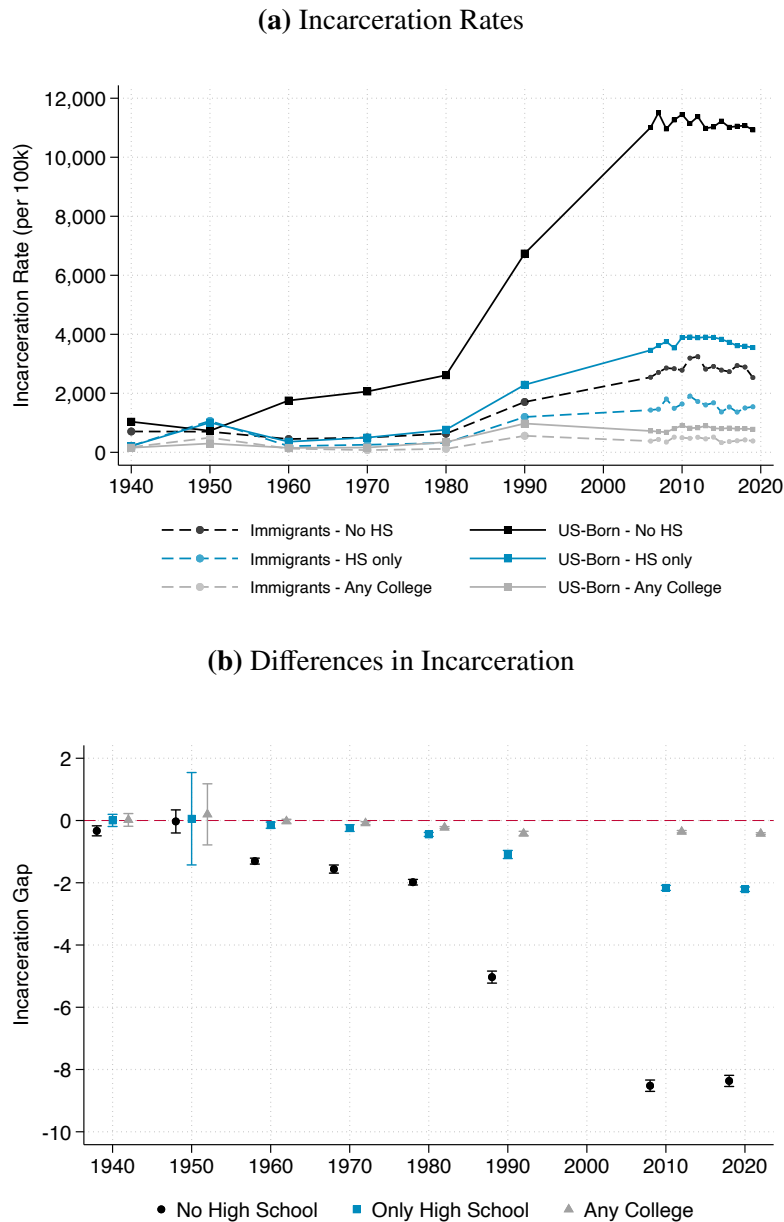 (a) Incarceration Rates
Incarceration Rate (per 100k)
12,000
10,000
8,000
6,000
4,000
2,000
0
1940 1950 1960 1970 1980 1990 2000 2010 2020
Immigrants - No HS US-Born - No HS
Immigrants - HS only US-Born - HS only
Immigrants - Any College US-Born - Any College
(b) Differences in Incarceration
Incarceration Gap
2
0
-2
-4
-6
-8
-10
1940 1950 1960 1970 1980 1990 2000 2010 2020
No High School Only High School Any College